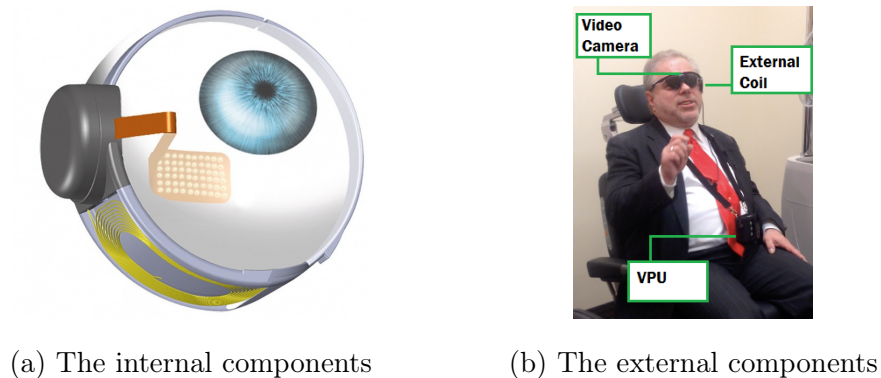 Video
Camera
External
Coil
VPU
(a) The internal components
(b) The external components